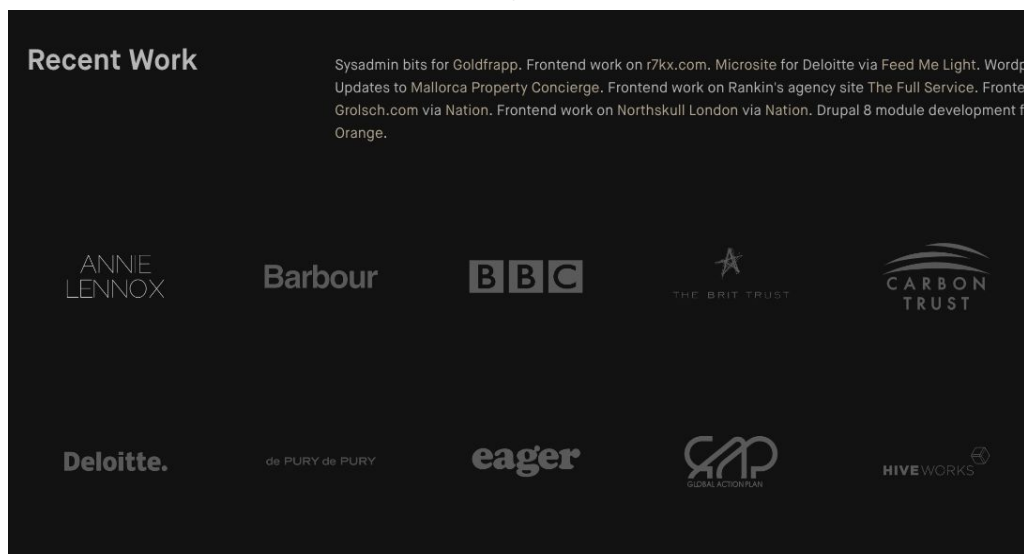 Recent Work
Sysadmin bits for Goldfrapp. Frontend work on r7kx.com. Microsite for Deloitte via Feed Me Light.
Updates to Mallorca Property Concierge. Frontend work on Rankin's agency site The Full Service.
Grolsch.com via Nation. Frontend work on Northskull London via Nation. Drupal 8 module development
Orange.
ANNIE
LENNOX
Barbour
BBC
THE BRIT TRUST
CARBON
TRUST
Deloitte.
de PURY de PURY
eager
GAP
GLOBAL ACTION PLAN
HIVEWORKS